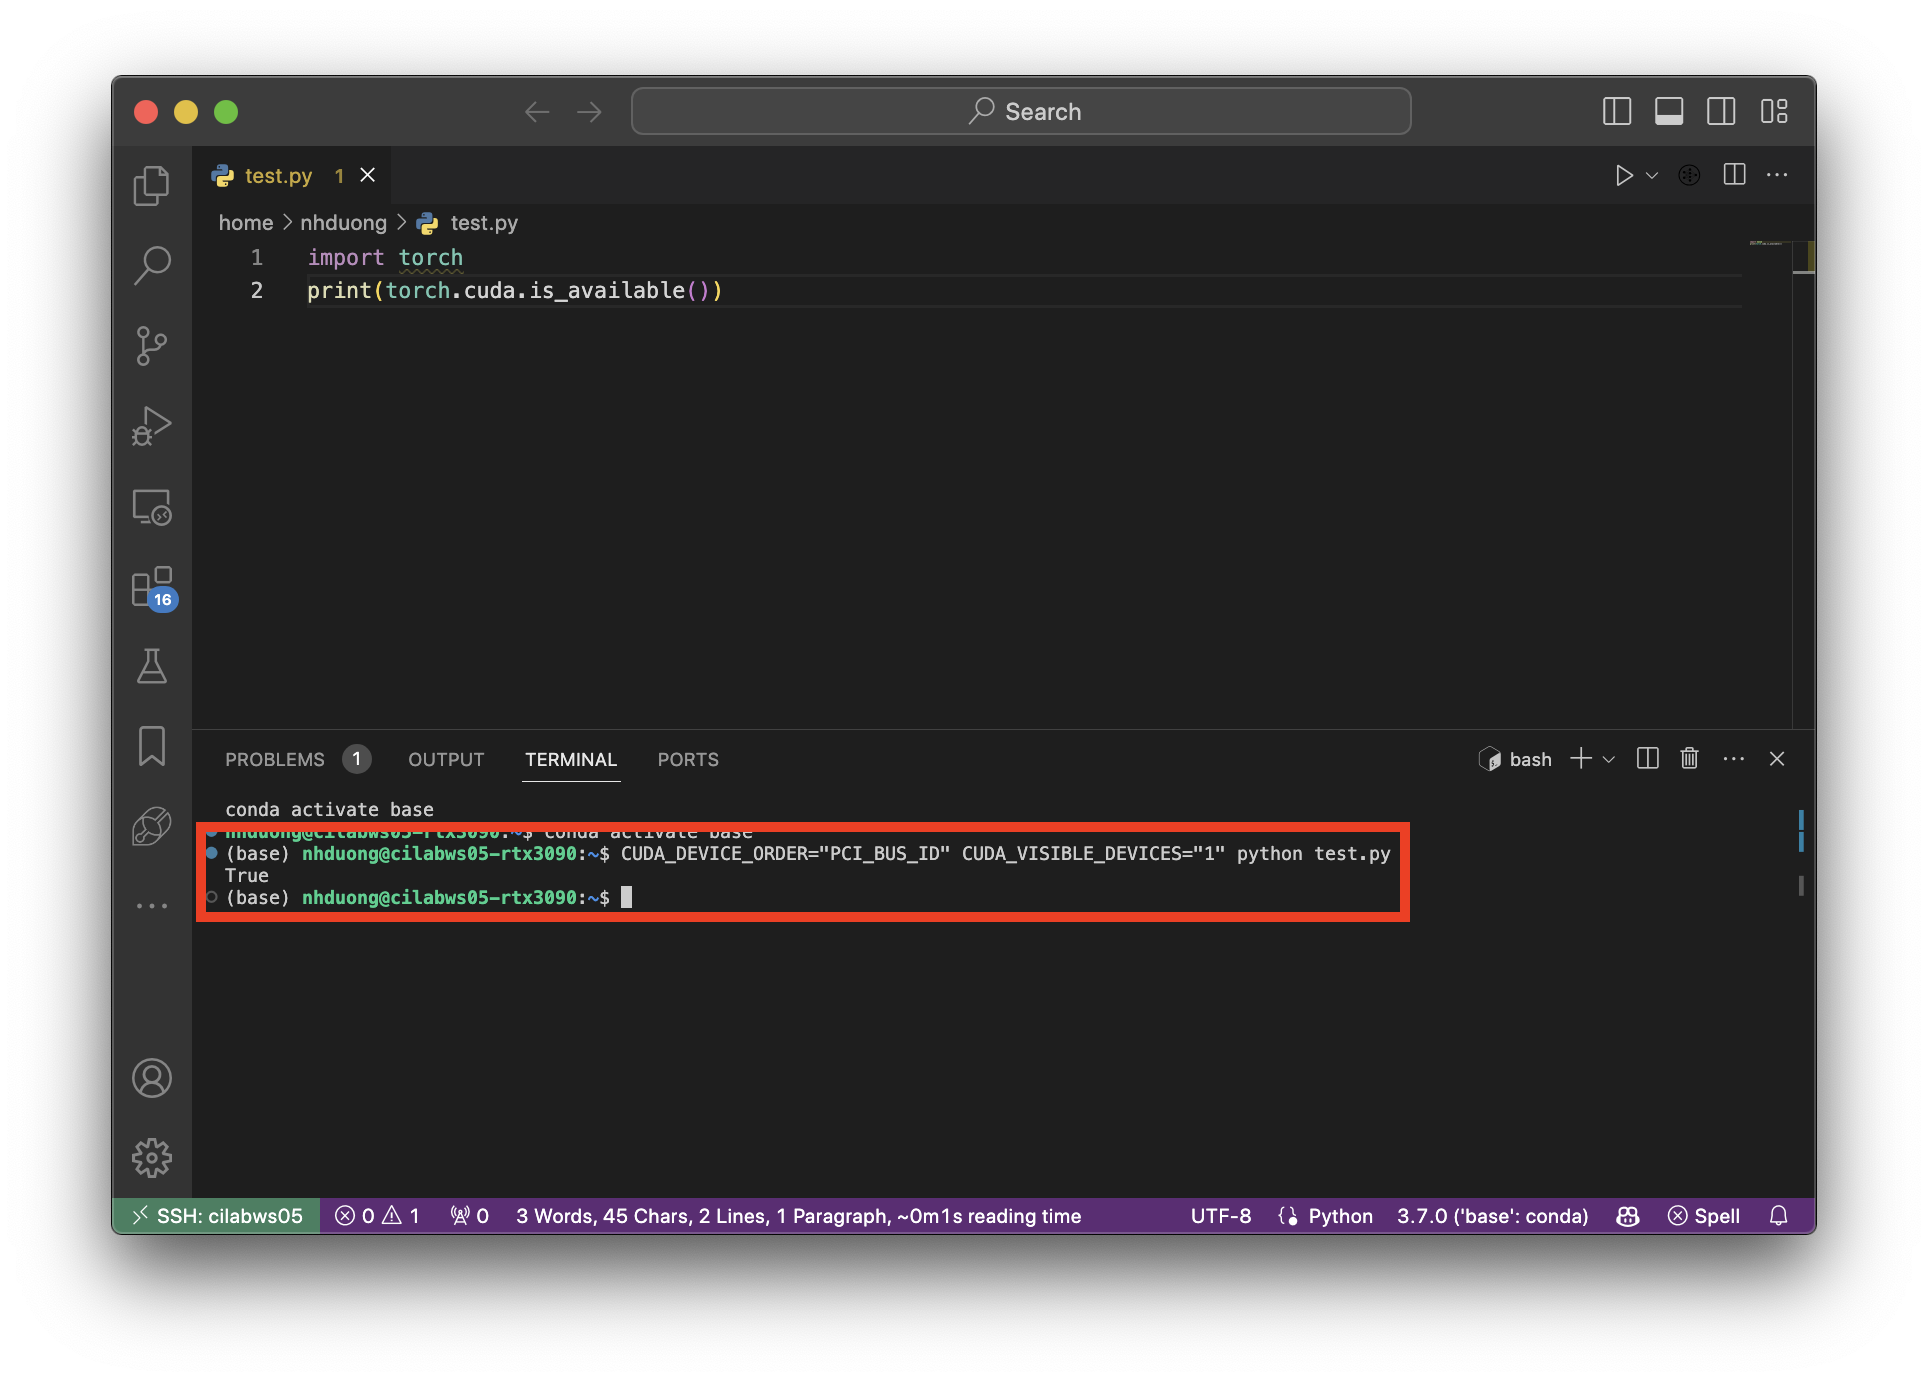 Search
test.py 1
home > nhduong > test.py
1 import torch
2 print(torch.cuda.is_available())
16
PROBLEMS 1 OUTPUT TERMINAL PORTS
bash
conda activate base
nhduong@cilabws05-rtx3090:~$ conda activate base
(base) nhduong@cilabws05-rtx3090:~$ CUDA_DEVICE_ORDER="PCI_BUS_ID" CUDA_VISIBLE_DEVICES="1" python test.py
True
(base) nhduong@cilabws05-rtx3090:~$
SSH: cilabws05 0 1 0 3 Words, 45 Chars, 2 Lines, 1 Paragraph, ~0m1s reading time UTF-8 Python 3.7.0 ('base': conda) Spell